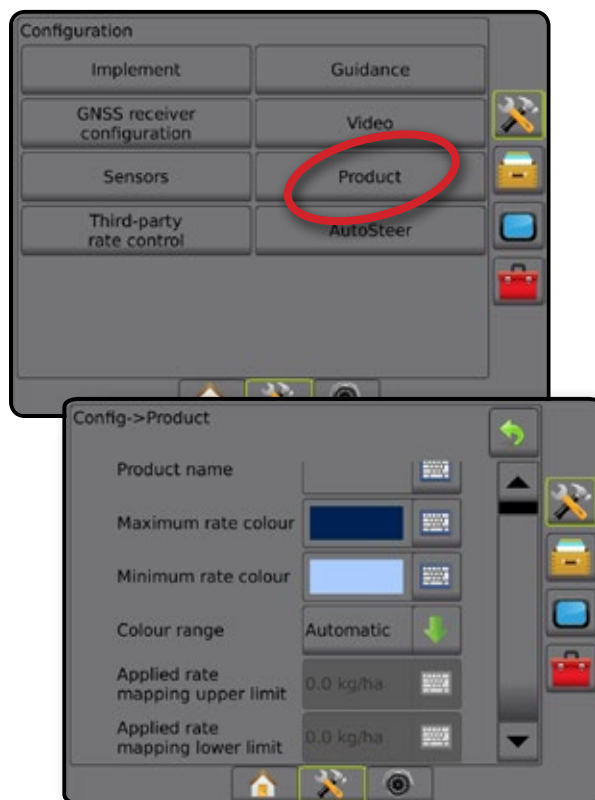 Configuration
Implement
Guidance
GNSS receiver
configuration
Video
Sensors
Product
Third-party
rate control
AutoSteer
Config->Product
Product name
Maximum rate colour
Minimum rate colour
Colour range
Automatic
Applied rate
mapping upper limit
0.0 kg/ha
Applied rate
mapping lower limit
0.0 kg/ha